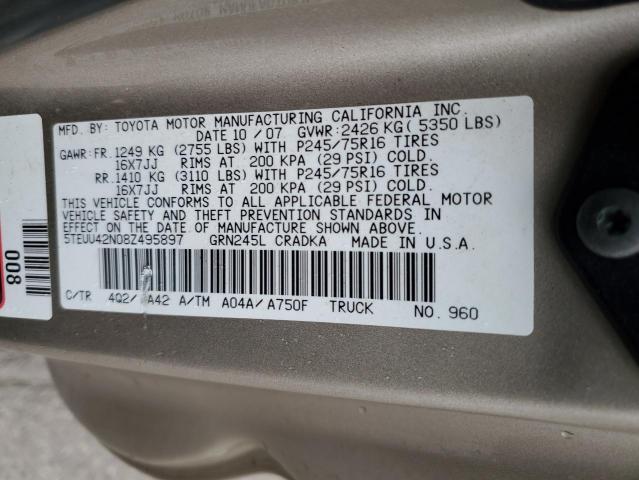 MFD. BY: TOYOTA MOTOR MANUFACTURING CALIFORNIA INC.
DATE 10 /07 GVWR:2426 KG( 5350 LBS)
GAWR:FR.1249 KG (2755 LBS) WITH P245/75R16 TIRES
16X7JJ RIMS AT 200 KPA (29 PSI) COLD.
RR.1410 KG (3110 LBS) WITH P245/75R16 TIRES
16X7JJ RIMS AT 200 KPA (29 PSI) COLD.
THIS VEHICLE CONFORMS TO ALL APPLICABLE FEDERAL MOTOR
VEHICLE SAFETY AND THEFT PREVENTION STANDARDS IN
EFFECT ON THE DATE OF MANUFACTURE SHOWN ABOVE.
5TEUU42N08Z495897 GRN245L CRADKA MADE IN U.S.A.
C/TR 4Q2/ A42 A/TM A04A/ A750F TRUCK NO. 960
008